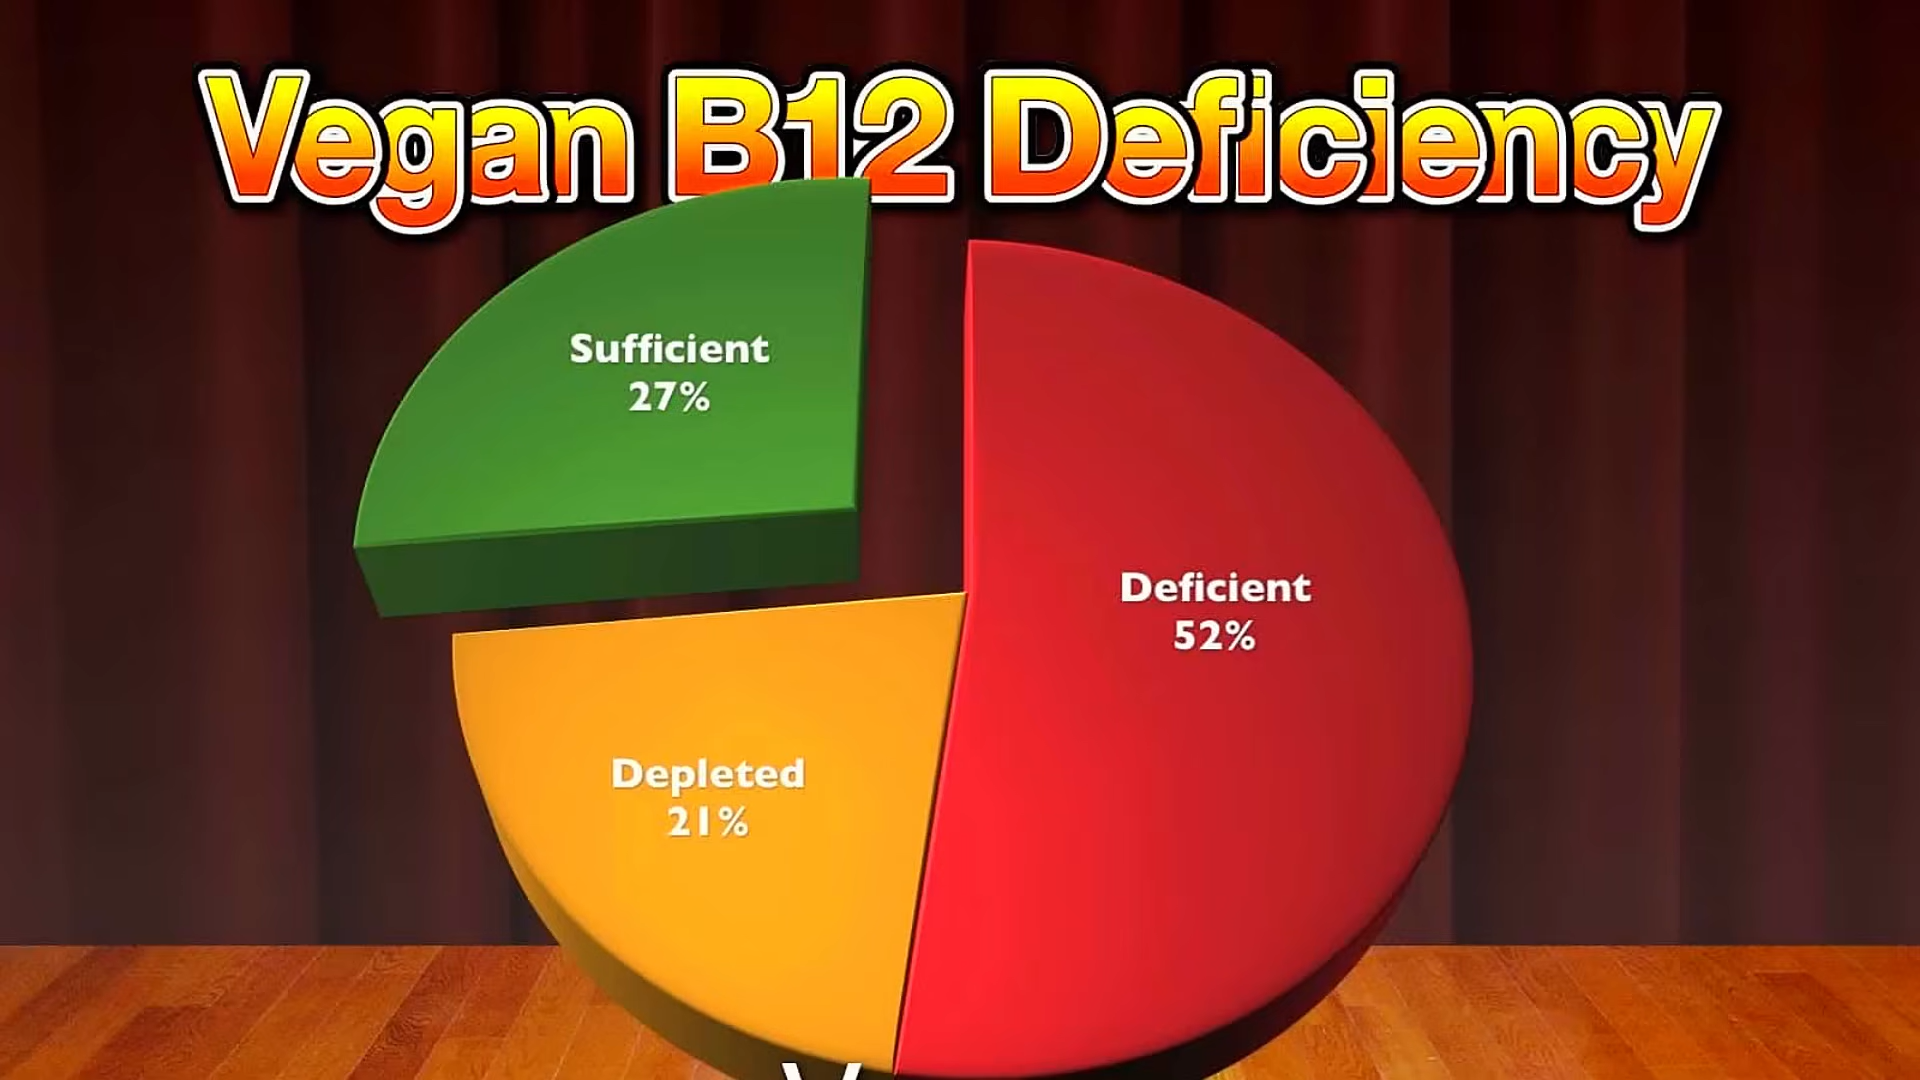 Vegan B12 Deficiency
Sufficient
27%
Deficient
52%
Depleted
21%